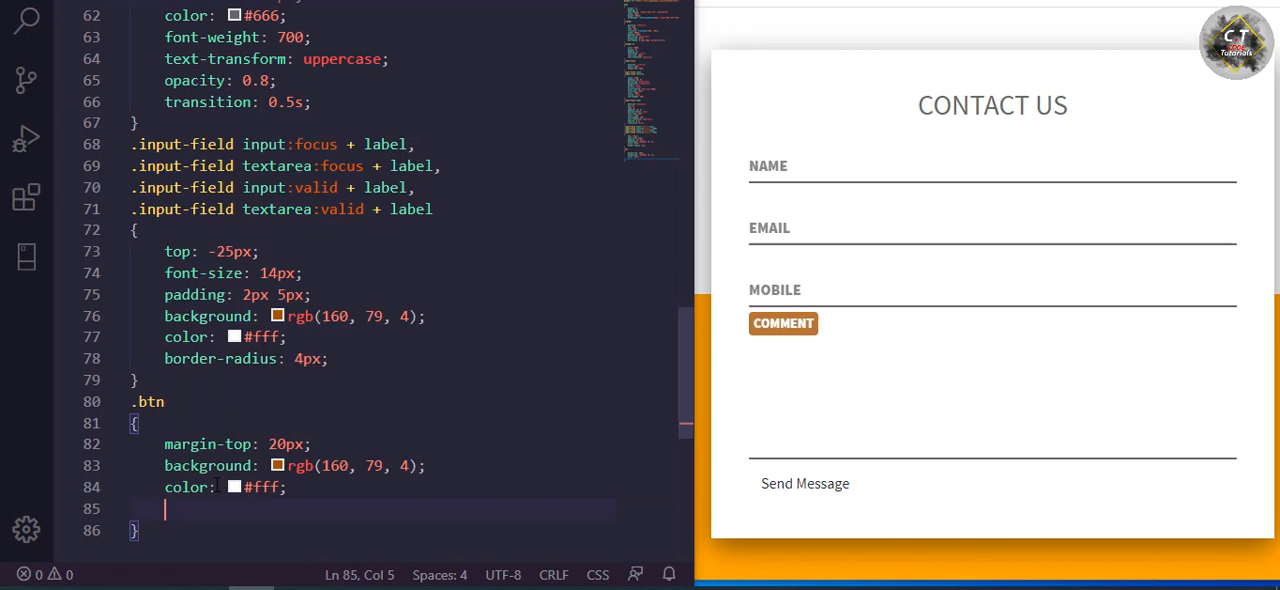 62 color: #666;
63 font-weight: 700;
64 text-transform: uppercase;
65 opacity: 0.8;
66 transition: 0.5s;
67 }
68 .input-field input:focus + label,
69 .input-field textarea:focus + label,
70 .input-field input:valid + label,
71 .input-field textarea:valid + label
72 {
73 top: -25px;
74 font-size: 14px;
75 padding: 2px 5px;
76 background: rgb(160, 79, 4);
77 color: #fff;
78 border-radius: 4px;
79 }
80 .btn
81 {
82 margin-top: 20px;
83 background: rgb(160, 79, 4);
84 color: #fff;
85
86 }
0 0
Ln 85, Col 5
Spaces: 4
UTF-8
CRLF
CSS
C T
CODE
Tutorials
CONTACT US
NAME
EMAIL
MOBILE
COMMENT
Send Message